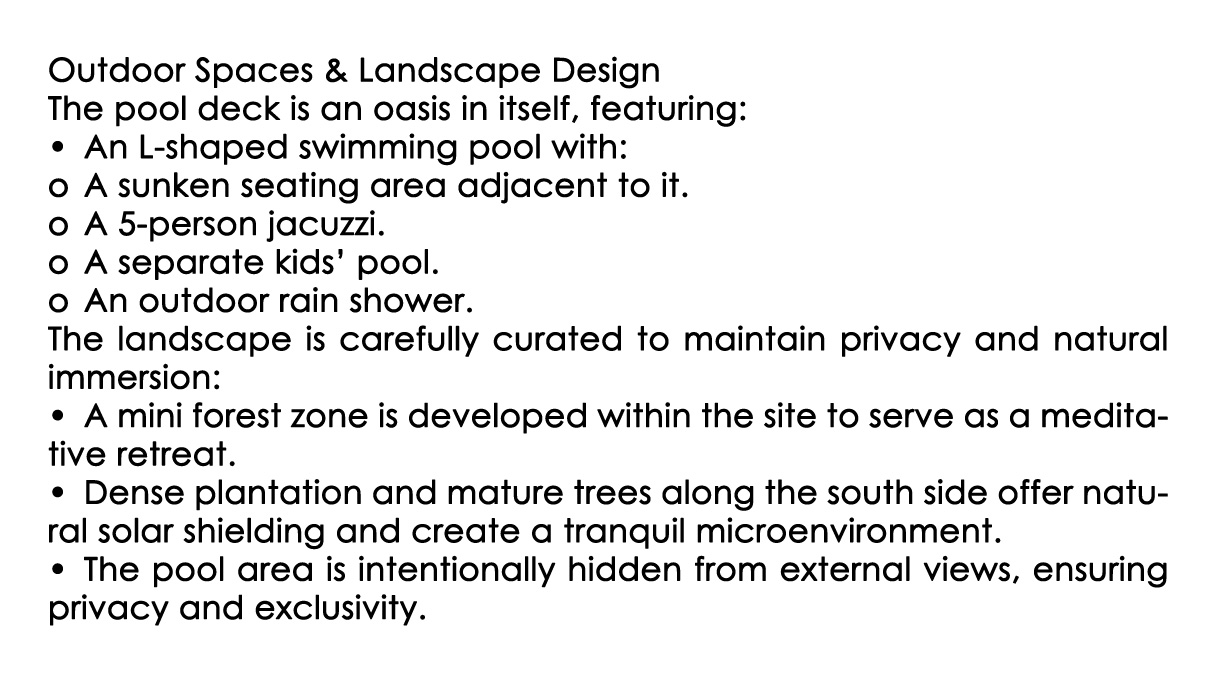 Outdoor Spaces & Landscape Design
The pool deck is an oasis in itself, featuring:
• An L-shaped swimming pool with:
o A sunken seating area adjacent to it.
o A 5-person jacuzzi.
o A separate kids’ pool.
o An outdoor rain shower.
The landscape is carefully curated to maintain privacy and natural
immersion:
• A mini forest zone is developed within the site to serve as a medita-
tive retreat.
• Dense plantation and mature trees along the south side offer natu-
ral solar shielding and create a tranquil microenvironment.
• The pool area is intentionally hidden from external views, ensuring
privacy and exclusivity.